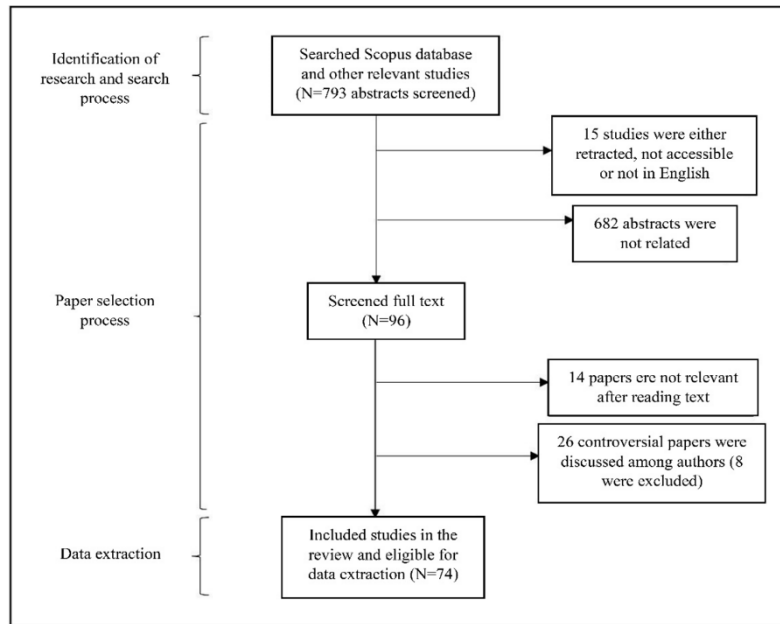 Identification of
research and search
process
Searched Scopus database
and other relevant studies
(N=793 abstracts screened)
15 studies were either
retracted, not accessible
or not in English
682 abstracts were
not related
Paper selection
process
Screened full text
(N=96)
14 papers ere not relevant
after reading text
26 controversial papers were
discussed among authors (8
were excluded)
Data extraction
Included studies in the
review and eligible for
data extraction (N=74)